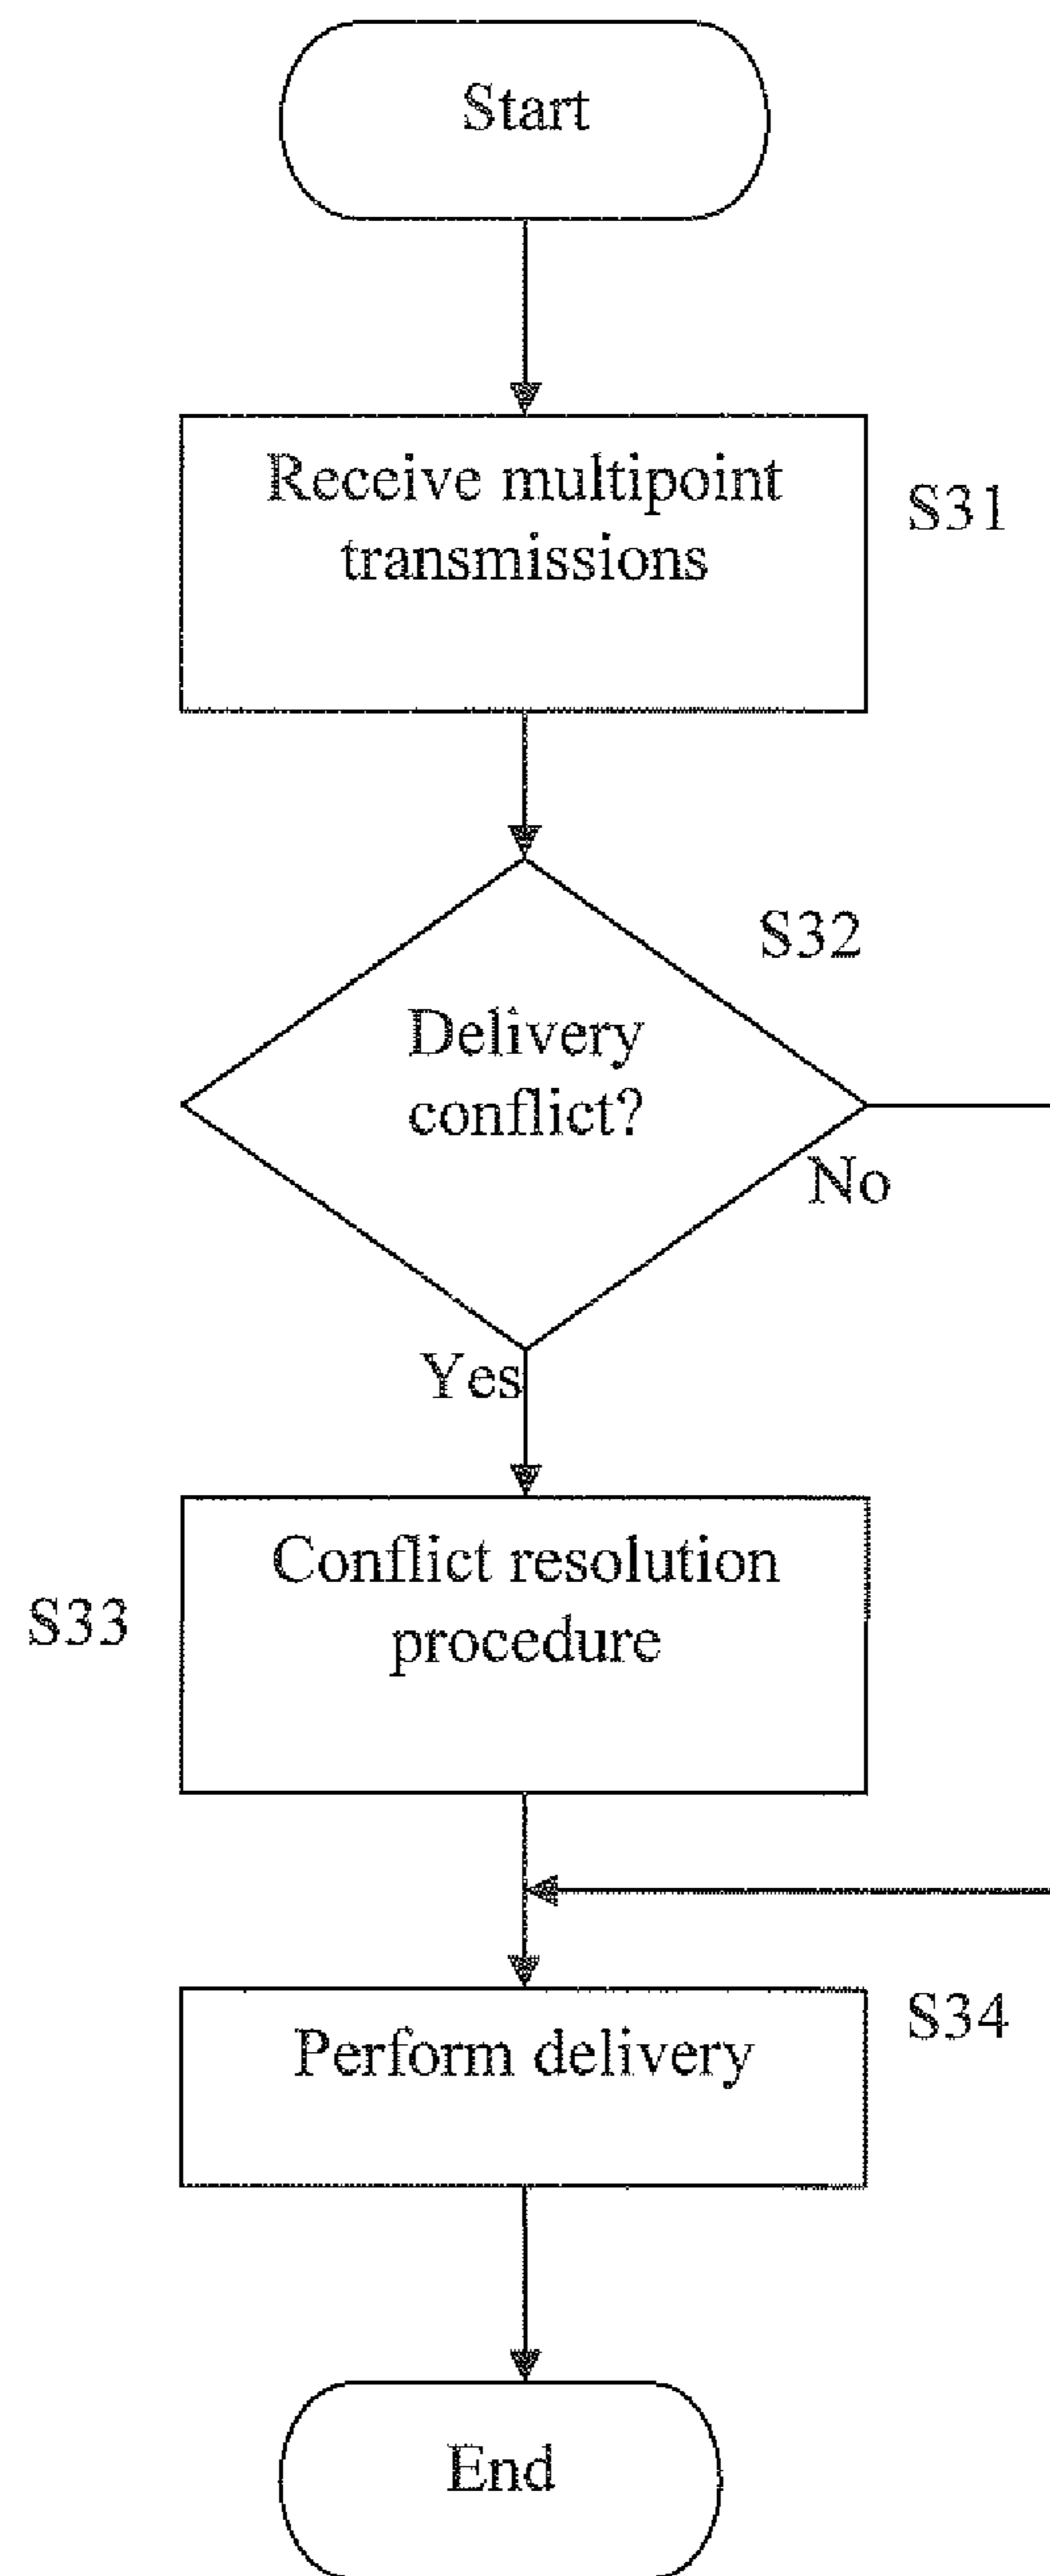 Start
Receive multipoint
transmissions
S31
S32
Delivery
conflict?
No
Yes
Conflict resolution
procedure
S33
Perform delivery
S34
End